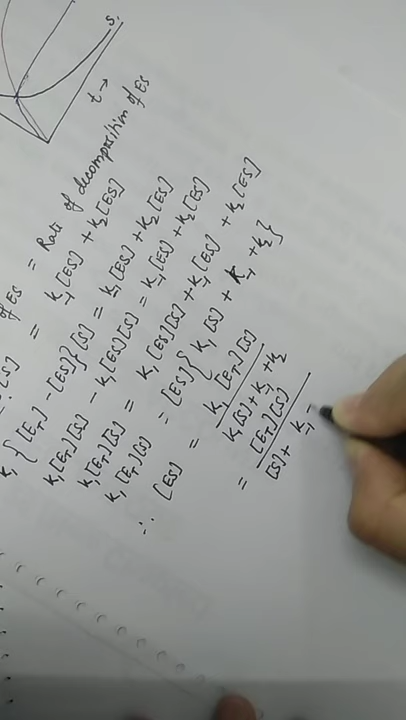 S.
t →
of ES = Rate of decomposition of ES
[S] = k₋₁[ES] + k₂[ES]
k₁{[E_T] - [ES]}[S] = k₋₁[ES] + k₂[ES]
k₁[E_T][S] - k₁[ES][S] = k₋₁[ES] + k₂[ES]
k₁[E_T][S] = k₁[ES][S] + k₋₁[ES] + k₂[ES]
k₁[E_T][S] = [ES]{k₁[S] + k₋₁ + k₂}
∴ [ES] = k₁[E_T][S] / k₁[S] + k₋₁ + k₂
= [E_T][S] / [S] + k₋₁